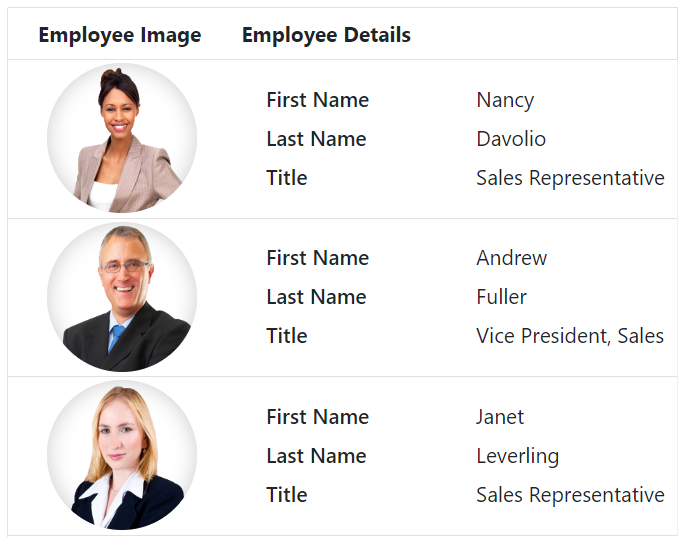 Employee Image Employee Details
First Name Nancy
Last Name Davolio
Title Sales Representative
First Name Andrew
Last Name Fuller
Title Vice President, Sales
First Name Janet
Last Name Leverling
Title Sales Representative